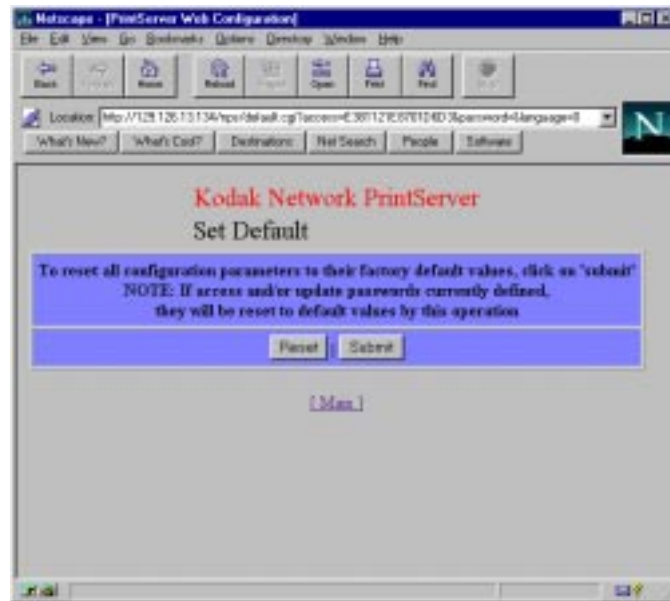 Netscape - [PrintServer Web Configuration]
File Edit View Go Bookmarks Options Directory Window Help
Back Home Reload Open Print Find
Location:
What's New? What's Cool? Destinations Net Search People Software
N
Kodak Network PrintServer
Set Default
To reset all configuration parameters to their factory default values, click on "submit"
NOTE: If access and/or update passwords currently defined,
they will be reset to default values by this operation
Reset | Submit
[ Main ]